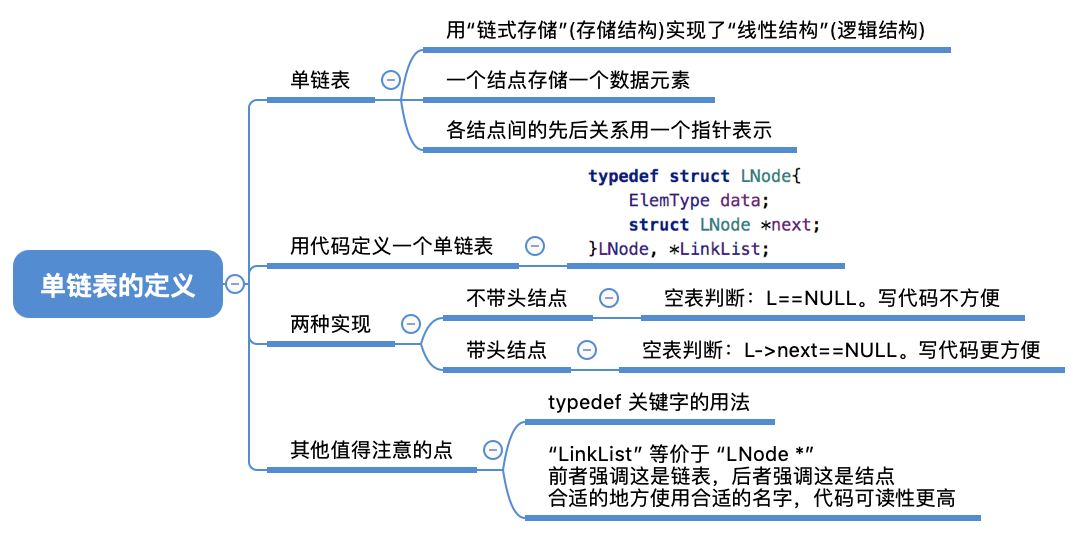 单链表的定义
单链表
用“链式存储”(存储结构)实现了“线性结构”(逻辑结构)
一个结点存储一个数据元素
各结点间的先后关系用一个指针表示
用代码定义一个单链表
typedef struct LNode{
    ElemType data;
    struct LNode *next;
}LNode, *LinkList;
两种实现
不带头结点
空表判断：L==NULL。写代码不方便
带头结点
空表判断：L->next==NULL。写代码更方便
其他值得注意的点
typedef 关键字的用法
“LinkList” 等价于 “LNode *”
前者强调这是链表，后者强调这是结点
合适的地方使用合适的名字，代码可读性更高